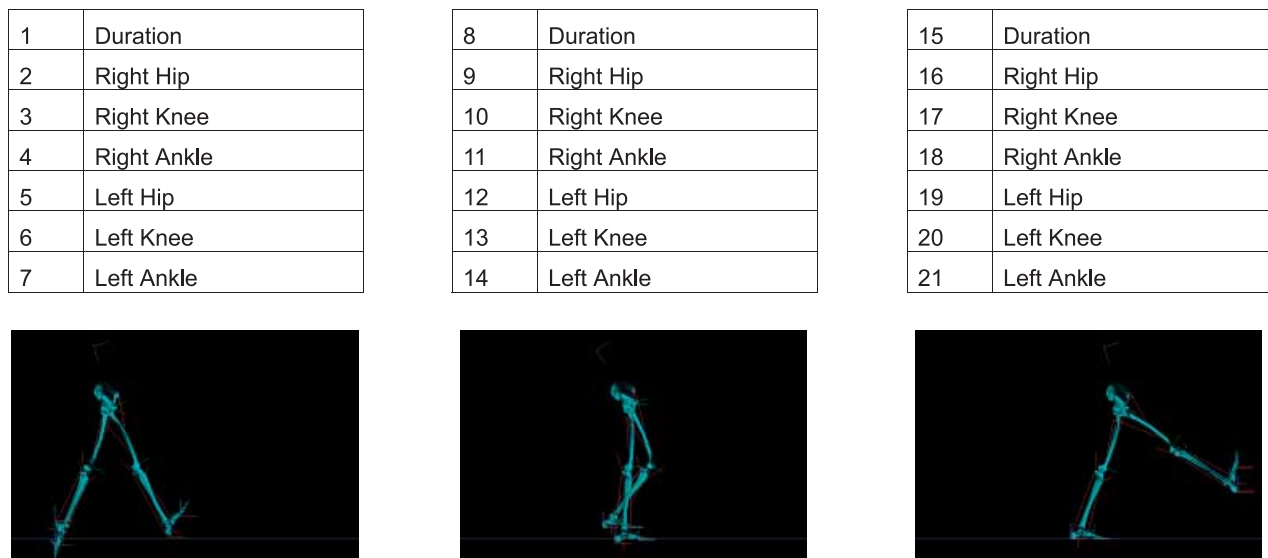 1 Duration
2 Right Hip
3 Right Knee
4 Right Ankle
5 Left Hip
6 Left Knee
7 Left Ankle
8 Duration
9 Right Hip
10 Right Knee
11 Right Ankle
12 Left Hip
13 Left Knee
14 Left Ankle
15 Duration
16 Right Hip
17 Right Knee
18 Right Ankle
19 Left Hip
20 Left Knee
21 Left Ankle